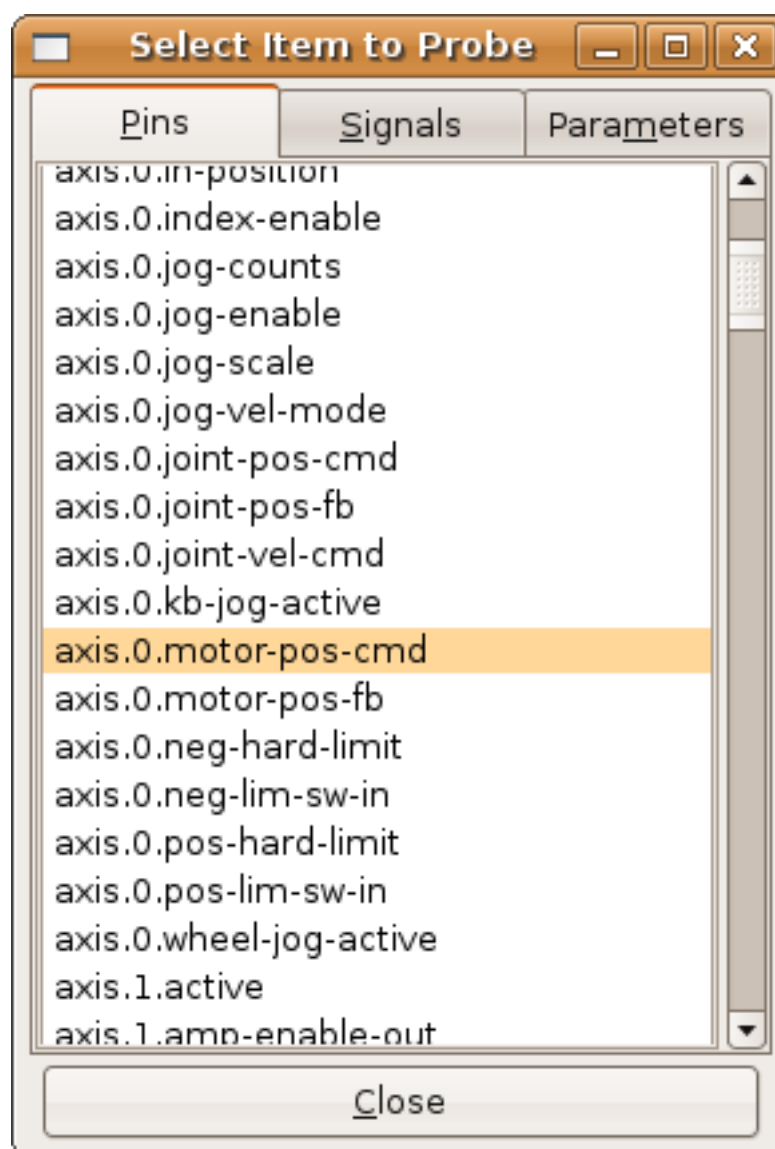 Select Item to Probe
Pins Signals Parameters
axis.0.in-position
axis.0.index-enable
axis.0.jog-counts
axis.0.jog-enable
axis.0.jog-scale
axis.0.jog-vel-mode
axis.0.joint-pos-cmd
axis.0.joint-pos-fb
axis.0.joint-vel-cmd
axis.0.kb-jog-active
axis.0.motor-pos-cmd
axis.0.motor-pos-fb
axis.0.neg-hard-limit
axis.0.neg-lim-sw-in
axis.0.pos-hard-limit
axis.0.pos-lim-sw-in
axis.0.wheel-jog-active
axis.1.active
axis.1.amp-enable-out
Close